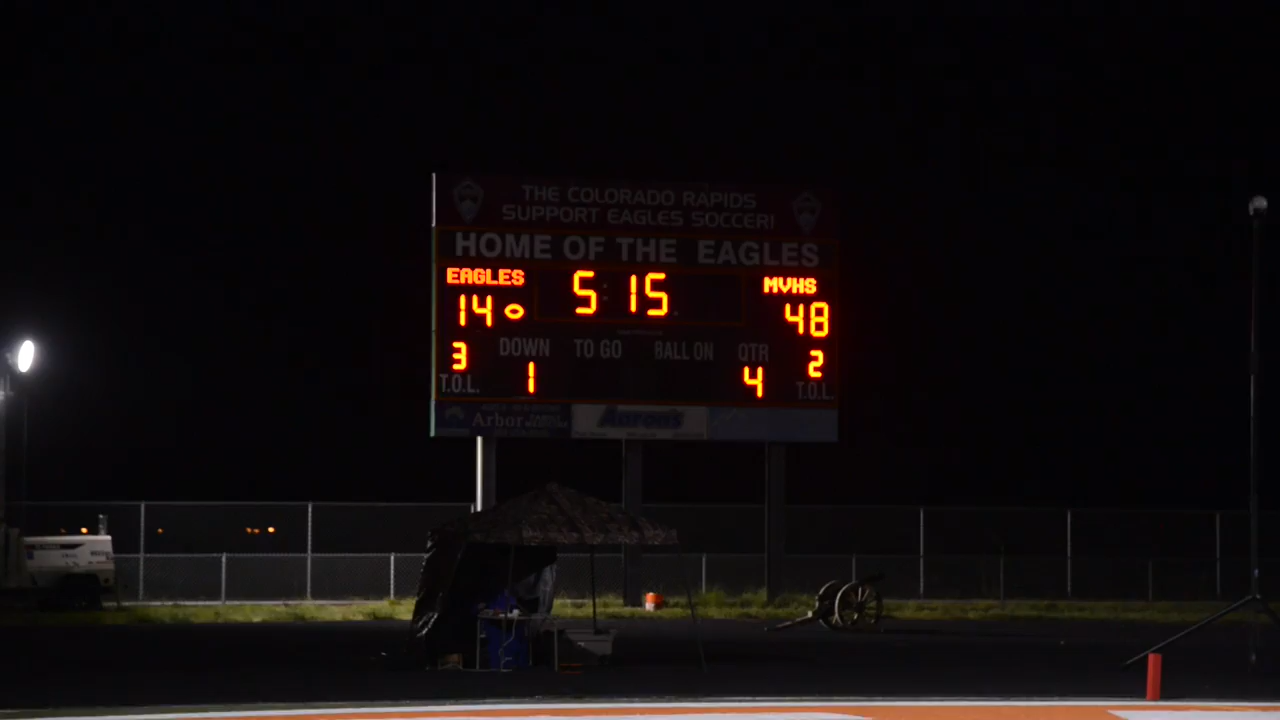 THE COLORADO RAPIDS
SUPPORT EAGLES SOCCER!
HOME OF THE EAGLES
EAGLES 5:15 MVHS
14 48
3 DOWN TO GO BALL ON QTR 2
T.O.L. 1 4 T.O.L.
Arbor Aaron's